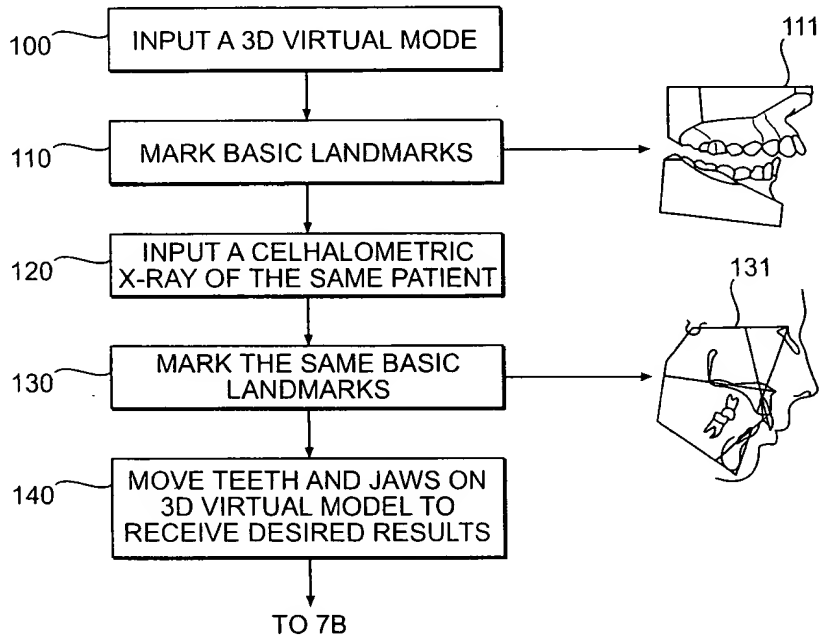 100
INPUT A 3D VIRTUAL MODE
111
110
MARK BASIC LANDMARKS
120
INPUT A CELHALOMETRIC
X-RAY OF THE SAME PATIENT
131
130
MARK THE SAME BASIC
LANDMARKS
140
MOVE TEETH AND JAWS ON
3D VIRTUAL MODEL TO
RECEIVE DESIRED RESULTS
TO 7B